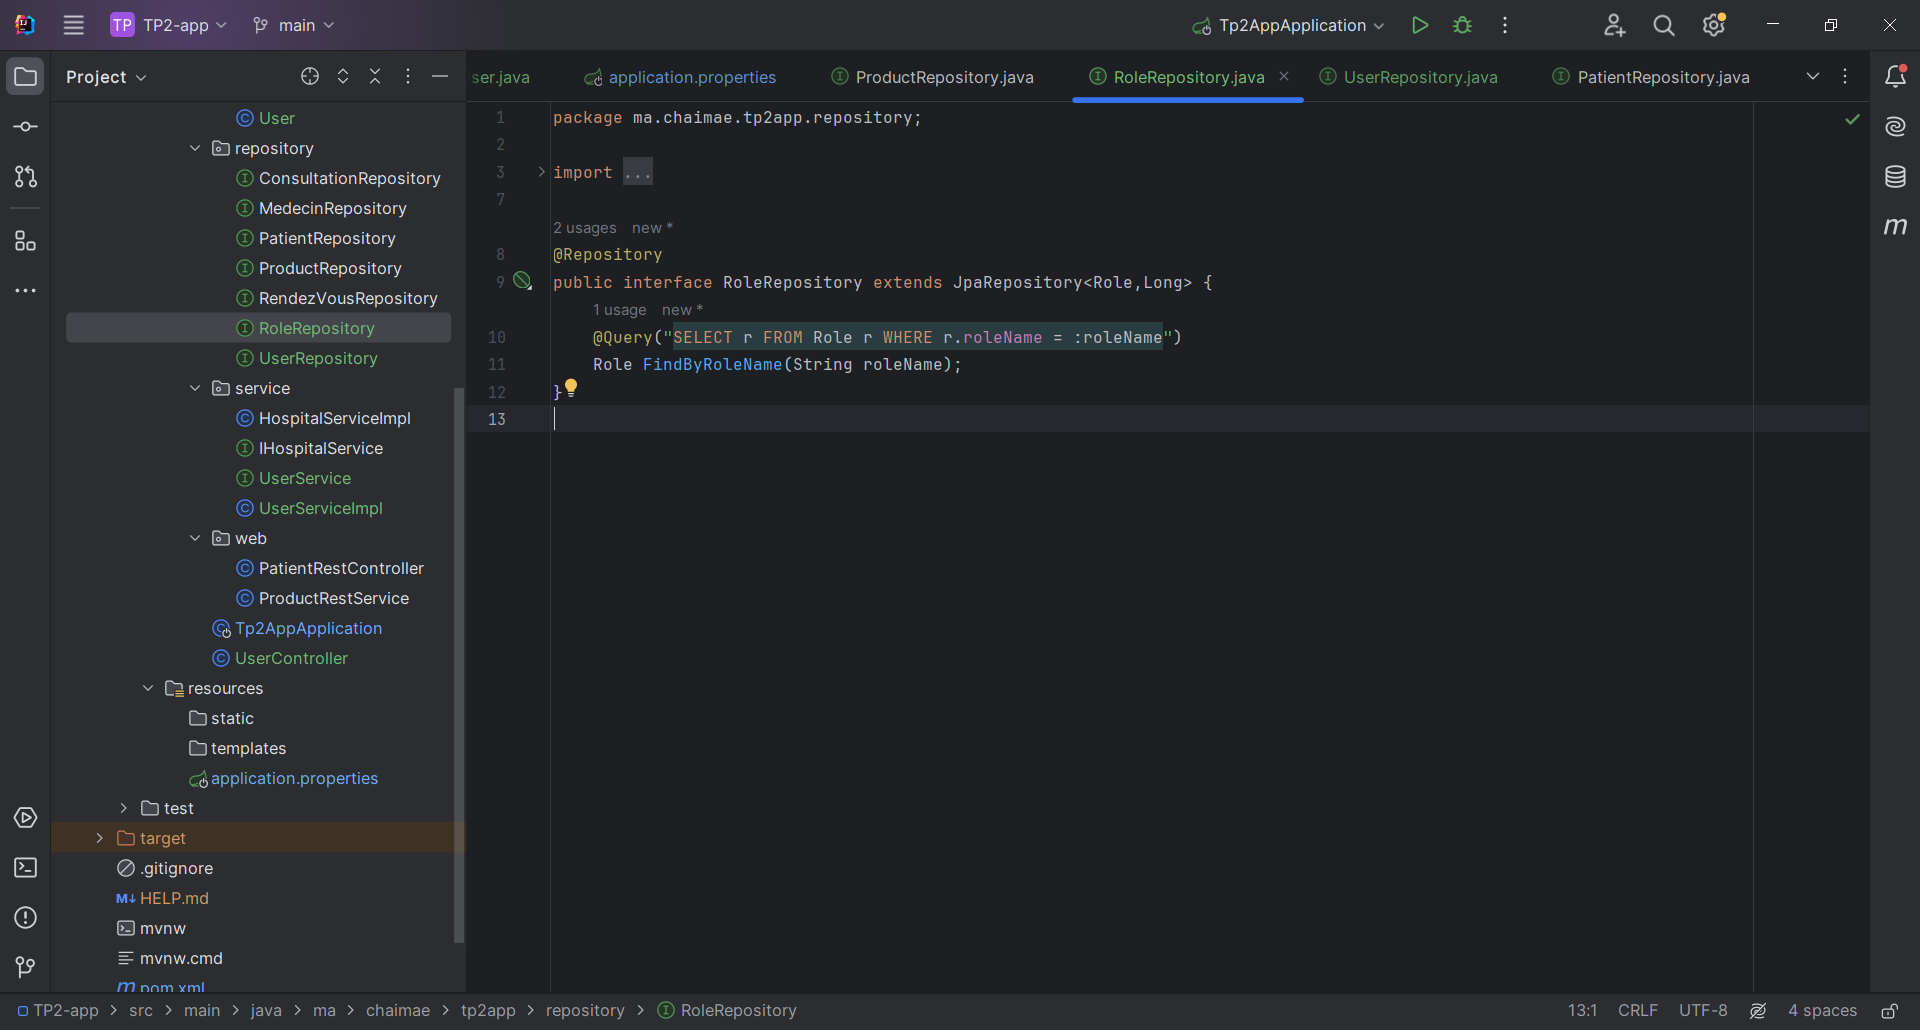 TP TP2-app main Tp2AppApplication
Project
ser.java application.properties ProductRepository.java RoleRepository.java UserRepository.java PatientRepository.java
User
repository
ConsultationRepository
MedecinRepository
PatientRepository
ProductRepository
RendezVousRepository
RoleRepository
UserRepository
service
HospitalServiceImpl
IHospitalService
UserService
UserServiceImpl
web
PatientRestController
ProductRestService
Tp2AppApplication
UserController
resources
static
templates
application.properties
test
target
.gitignore
M↓ HELP.md
mvnw
mvnw.cmd
m pom.xml
1 package ma.chaimae.tp2app.repository;
2
3 import ...
7
2 usages new *
8 @Repository
9 public interface RoleRepository extends JpaRepository<Role,Long> {
1 usage new *
10 @Query("SELECT r FROM Role r WHERE r.roleName = :roleName")
11 Role FindByRoleName(String roleName);
12 }
13
m
TP2-app > src > main > java > ma > chaimae > tp2app > repository > RoleRepository
13:1 CRLF UTF-8 4 spaces